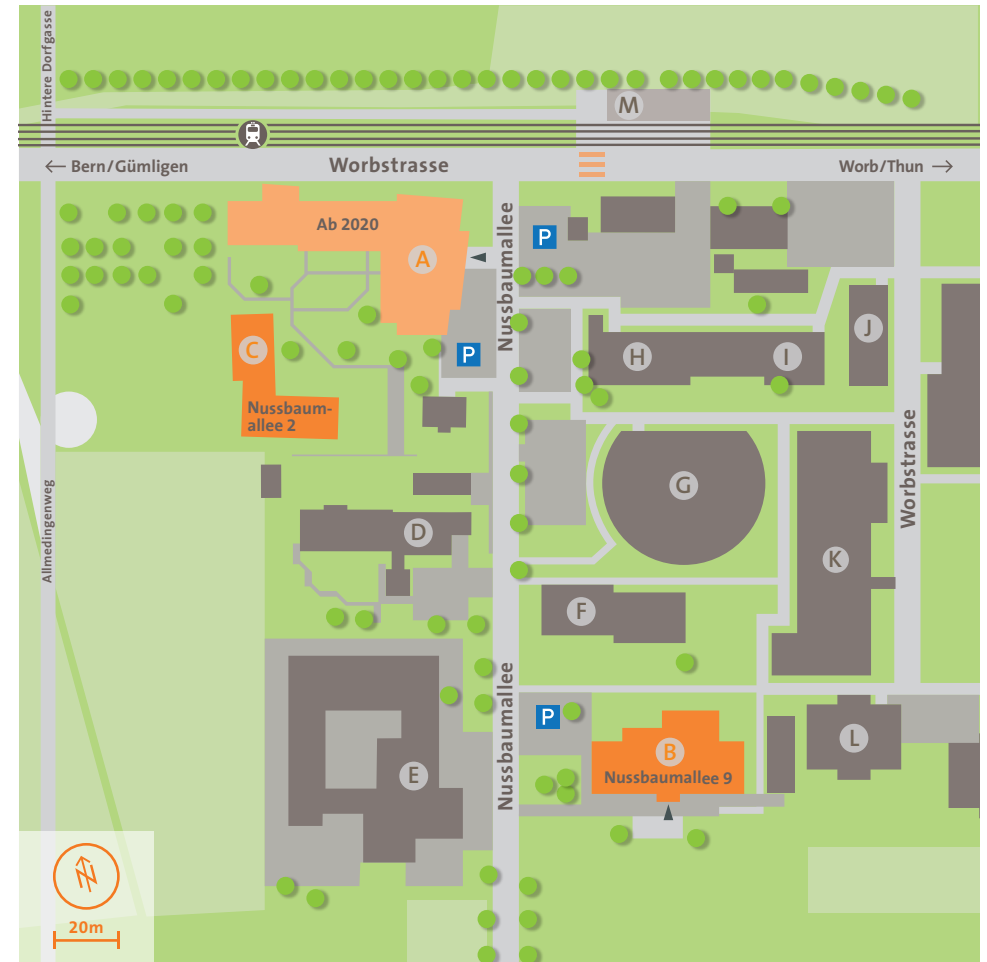 Hintere Dorfgasse
M
← Bern/Gümligen
Worbstrasse
Worb/Thun →
Ab 2020
A
P
Nussbaumallee
C
P
H
I
J
Nussbaum-
allee 2
Worbstrasse
G
Allmedingenweg
D
K
F
Nussbaumallee
P
B
Nussbaumallee 9
L
E
N
20m